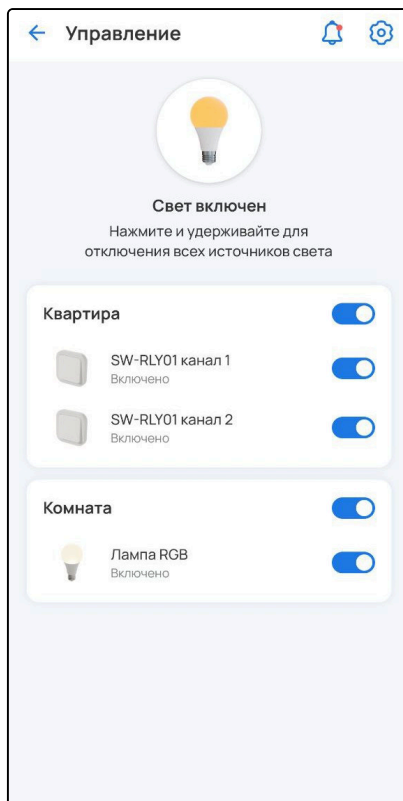 Управление
Свет включен
Нажмите и удерживайте для
отключения всех источников света
Квартира
SW-RLY01 канал 1
Включено
SW-RLY01 канал 2
Включено
Комната
Лампа RGB
Включено